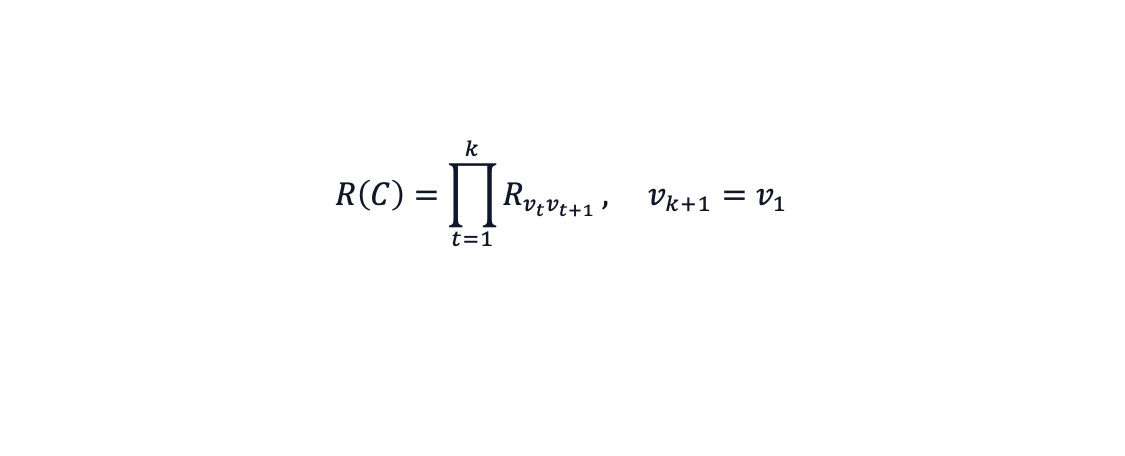 R(C) = ∏_{t=1}^{k} R_{v_t v_{t+1}} ,    v_{k+1} = v_1